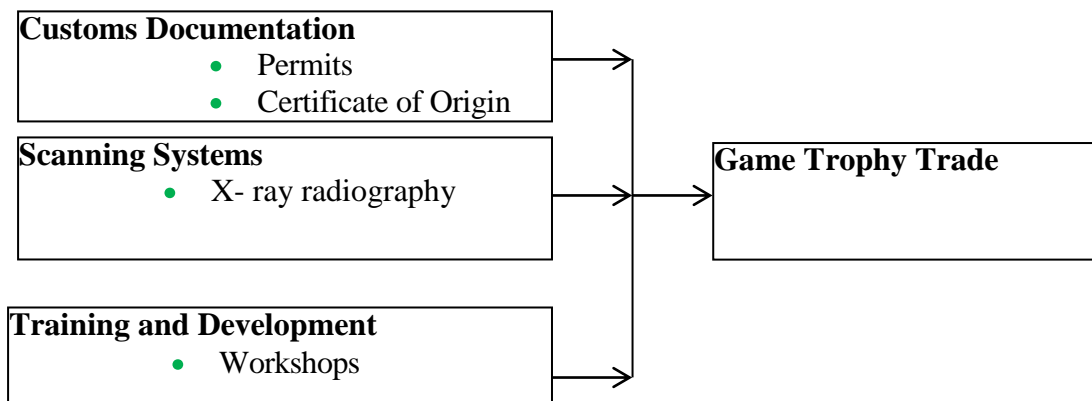 Customs Documentation
• Permits
• Certificate of Origin
Scanning Systems
• X- ray radiography
Game Trophy Trade
Training and Development
• Workshops